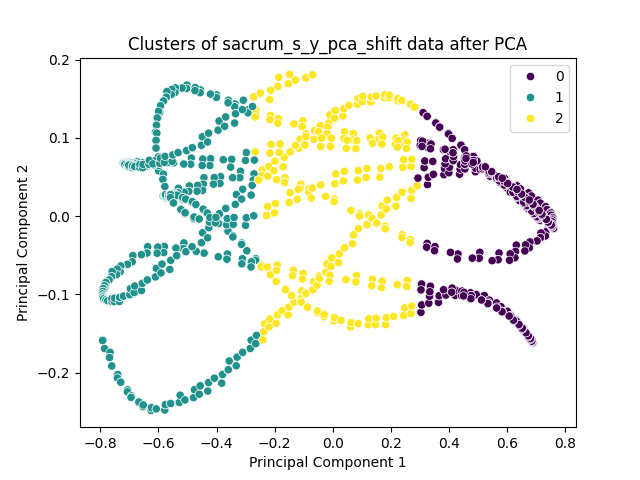 Clusters of sacrum_s_y_pca_shift data after PCA
0
1
2
0.2
0.1
0.0
−0.1
−0.2
Principal Component 2
−0.8 −0.6 −0.4 −0.2 0.0 0.2 0.4 0.6 0.8
Principal Component 1